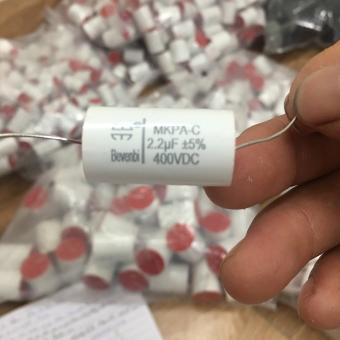 MKPA-C
2.2µF ±5%
Bevenbi 400VDC